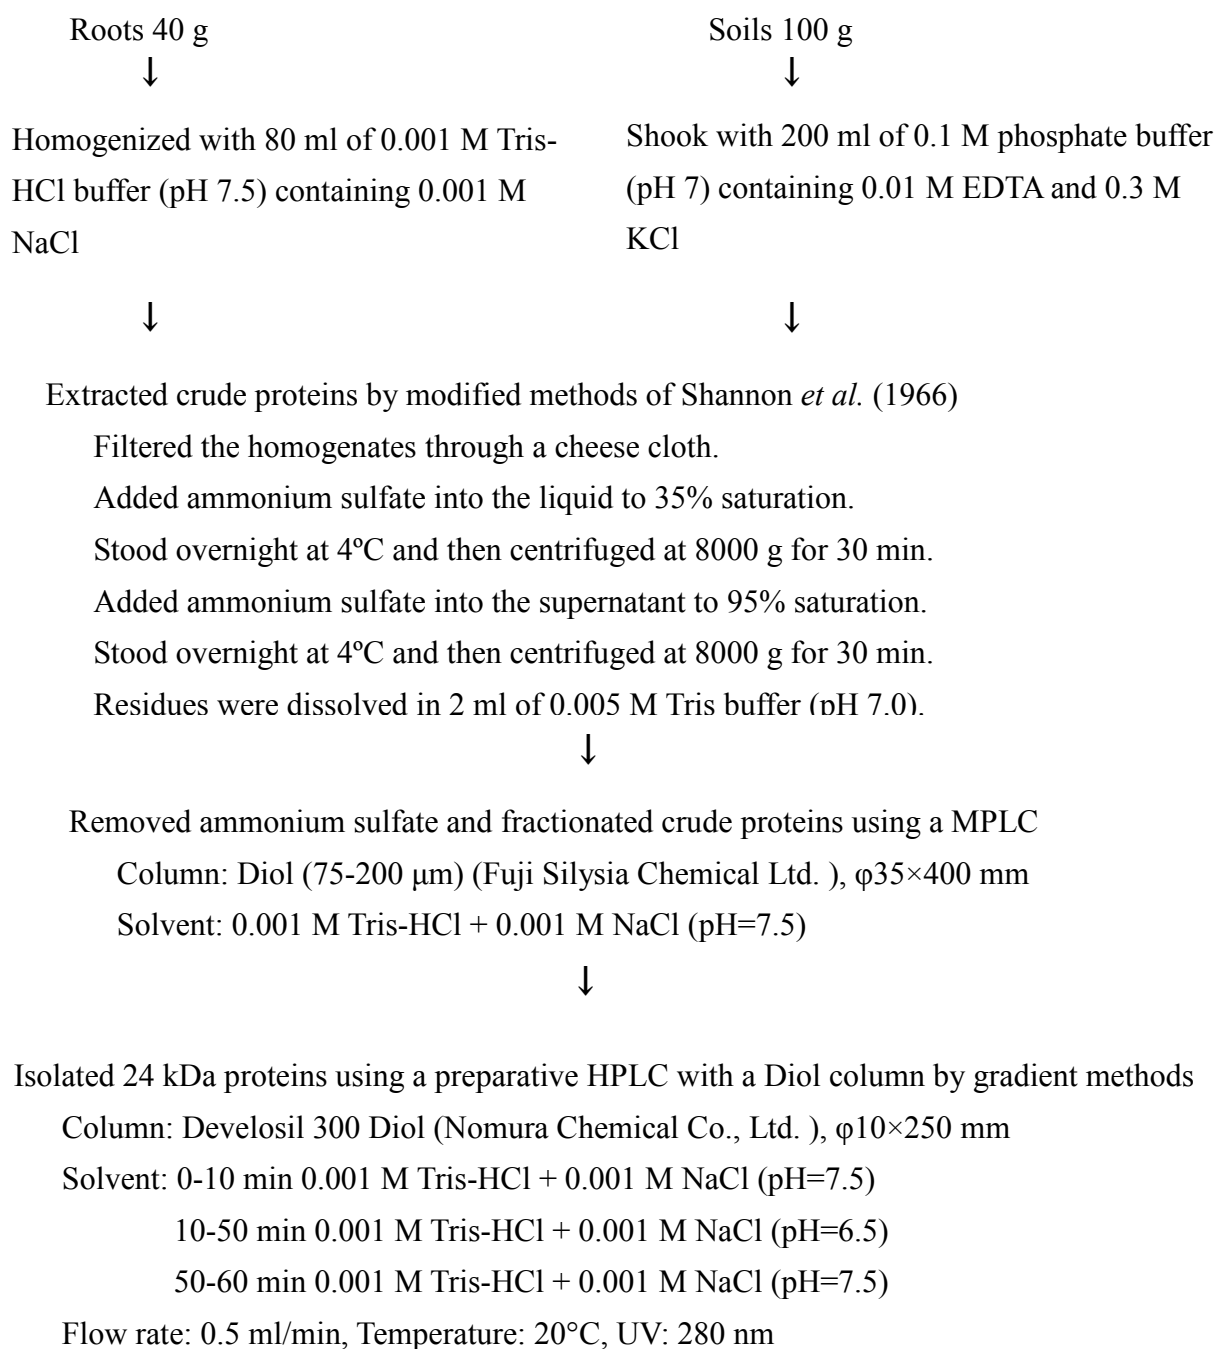 Roots 40 g
Soils 100 g
↓
↓
Homogenized with 80 ml of 0.001 M Tris-
HCl buffer (pH 7.5) containing 0.001 M
NaCl
Shook with 200 ml of 0.1 M phosphate buffer
(pH 7) containing 0.01 M EDTA and 0.3 M
KCl
↓
↓
Extracted crude proteins by modified methods of Shannon et al. (1966)
Filtered the homogenates through a cheese cloth.
Added ammonium sulfate into the liquid to 35% saturation.
Stood overnight at 4ºC and then centrifuged at 8000 g for 30 min.
Added ammonium sulfate into the supernatant to 95% saturation.
Stood overnight at 4ºC and then centrifuged at 8000 g for 30 min.
Residues were dissolved in 2 ml of 0.005 M Tris buffer (pH 7.0).
↓
Removed ammonium sulfate and fractionated crude proteins using a MPLC
Column: Diol (75-200 μm) (Fuji Silysia Chemical Ltd. ), φ35×400 mm
Solvent: 0.001 M Tris-HCl + 0.001 M NaCl (pH=7.5)
↓
Isolated 24 kDa proteins using a preparative HPLC with a Diol column by gradient methods
Column: Develosil 300 Diol (Nomura Chemical Co., Ltd. ), φ10×250 mm
Solvent: 0-10 min 0.001 M Tris-HCl + 0.001 M NaCl (pH=7.5)
10-50 min 0.001 M Tris-HCl + 0.001 M NaCl (pH=6.5)
50-60 min 0.001 M Tris-HCl + 0.001 M NaCl (pH=7.5)
Flow rate: 0.5 ml/min, Temperature: 20°C, UV: 280 nm